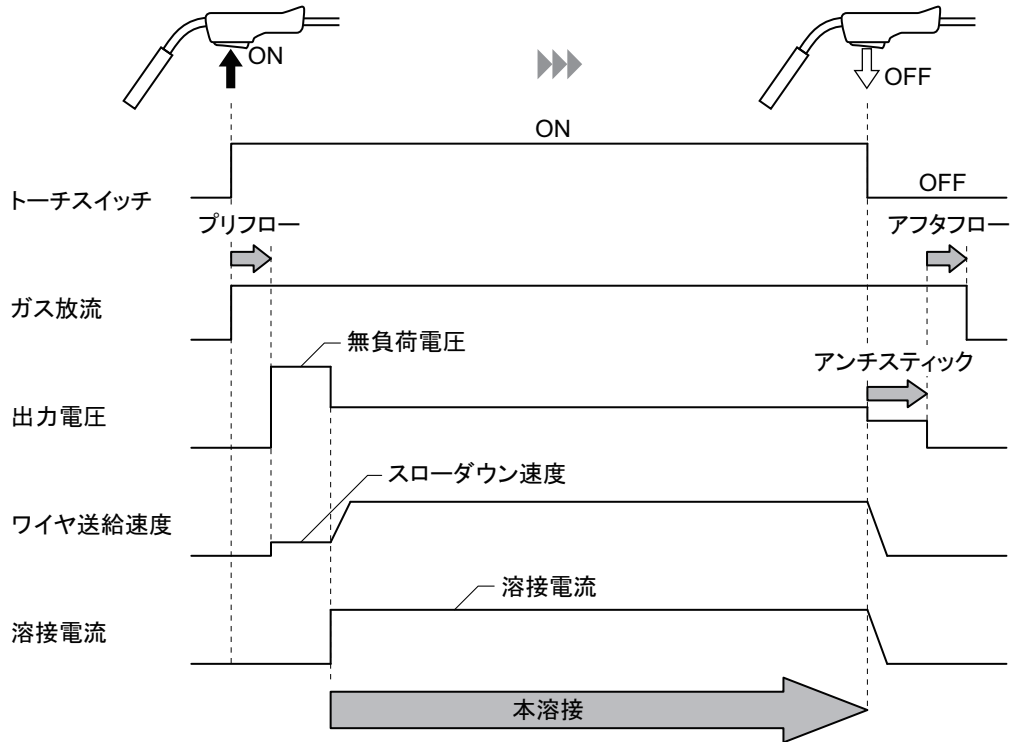 ON
OFF
ON
トーチスイッチ
OFF
プリフロー
アフタフロー
ガス放流
無負荷電圧
アンチスティック
出力電圧
スローダウン速度
ワイヤ送給速度
溶接電流
溶接電流
本溶接